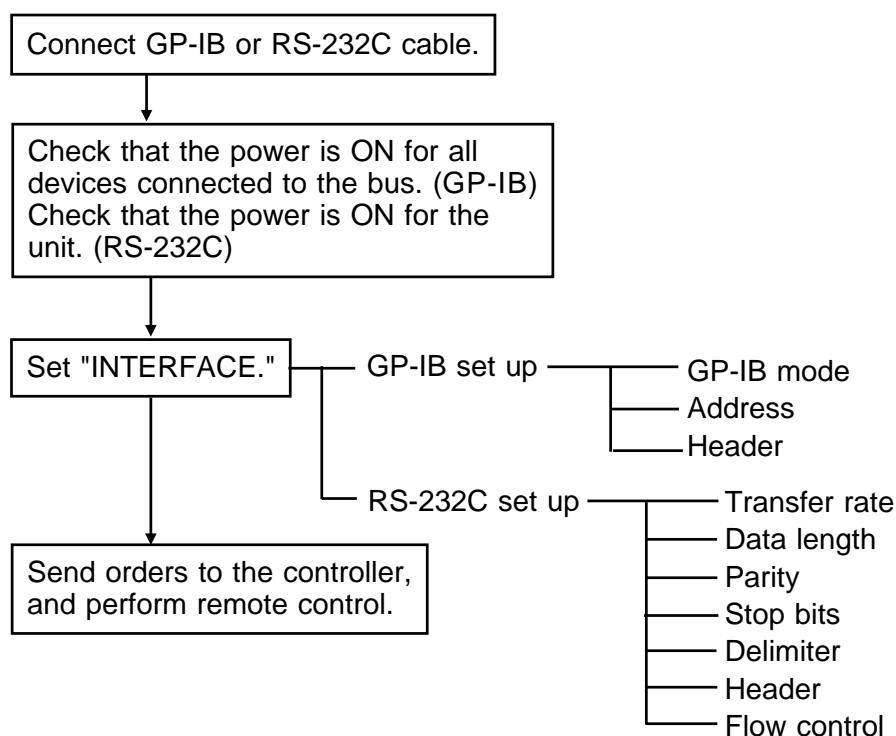 Connect GP-IB or RS-232C cable.
Check that the power is ON for all
devices connected to the bus. (GP-IB)
Check that the power is ON for the
unit. (RS-232C)
Set "INTERFACE."
GP-IB set up
GP-IB mode
Address
Header
RS-232C set up
Transfer rate
Data length
Parity
Stop bits
Delimiter
Header
Flow control
Send orders to the controller,
and perform remote control.